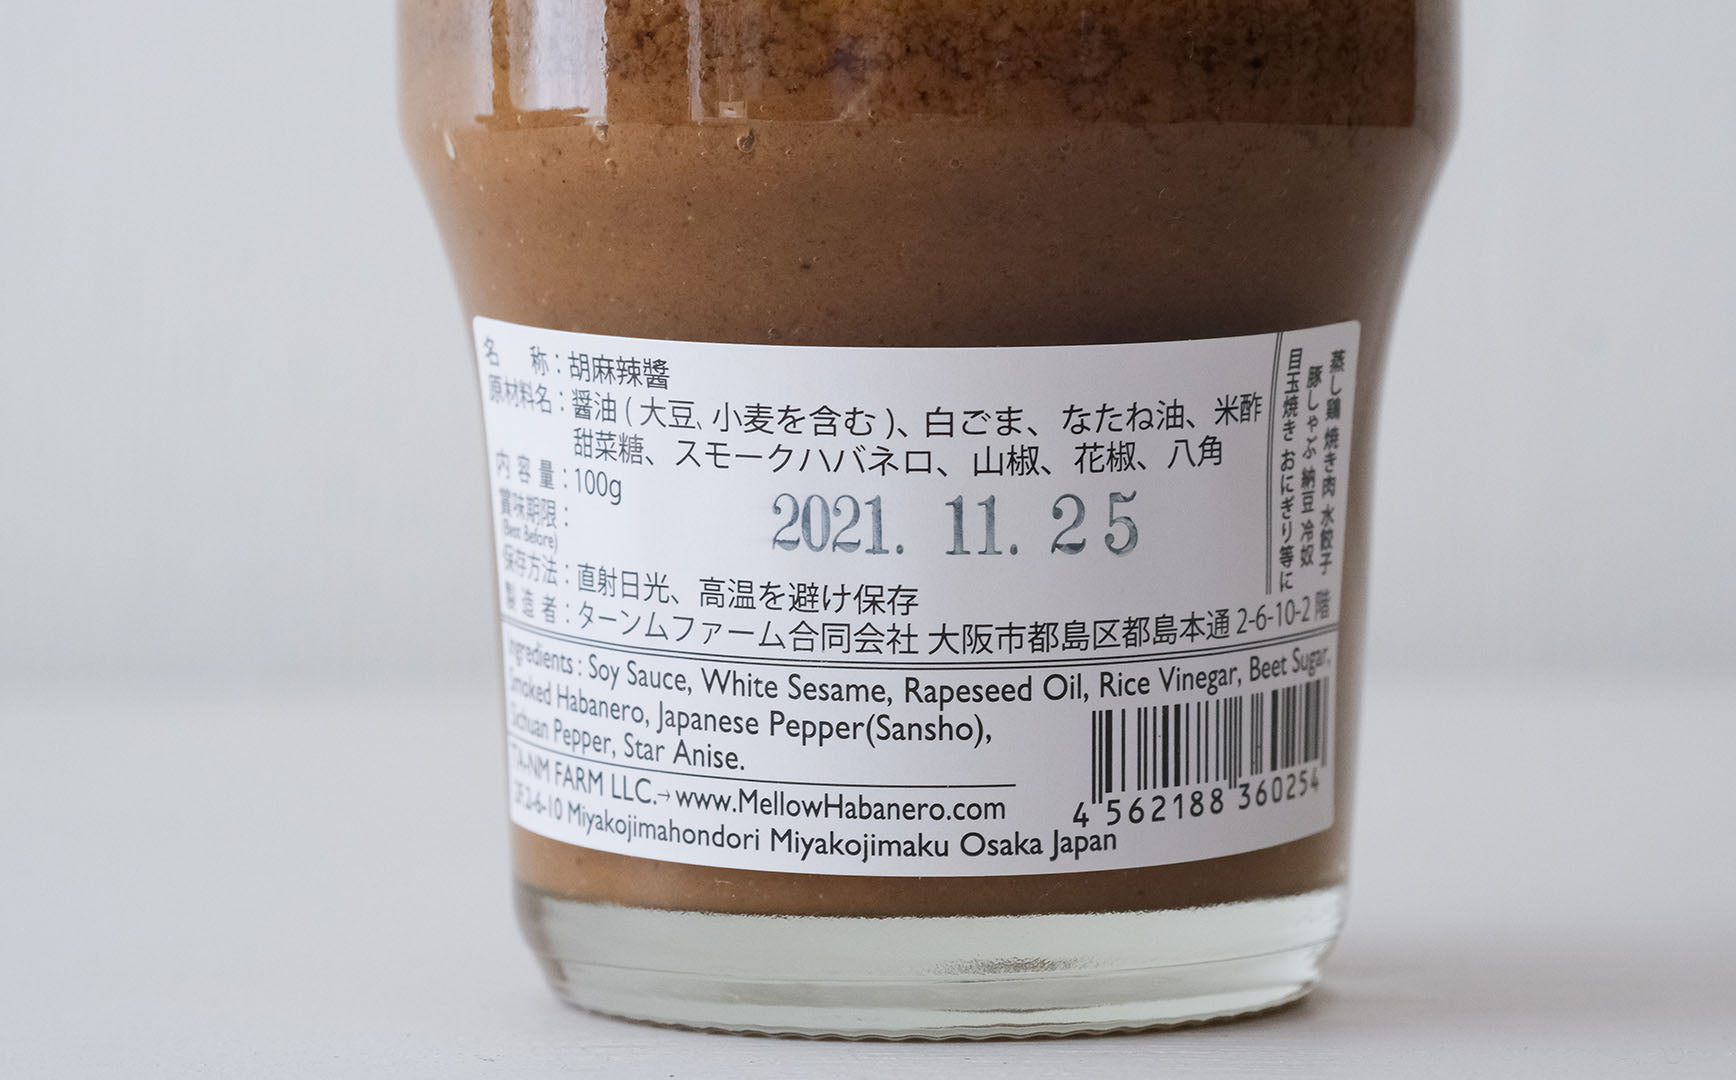 名 称：胡麻辣醬
原材料名：醤油(大豆、小麦を含む)、白ごま、なたね油、米酢
甜菜糖、スモークハバネロ、山椒、花椒、八角
内容量：100g
賞味期限：
(Best Before)
2021. 11. 25
保存方法：直射日光、高温を避け保存
製造者：ターンムファーム合同会社 大阪市都島区都島本通2-6-10-2階
蒸し鶏 焼き肉 水餃子
豚しゃぶ 納豆 冷奴
目玉焼き おにぎり等に
Ingredients : Soy Sauce, White Sesame, Rapeseed Oil, Rice Vinegar, Beet Sugar,
Smoked Habanero, Japanese Pepper(Sansho),
Sichuan Pepper, Star Anise.
TA-NM FARM LLC.→www.MellowHabanero.com
2F,2-6-10 Miyakojimahondori Miyakojimaku Osaka Japan
4 562188 360254